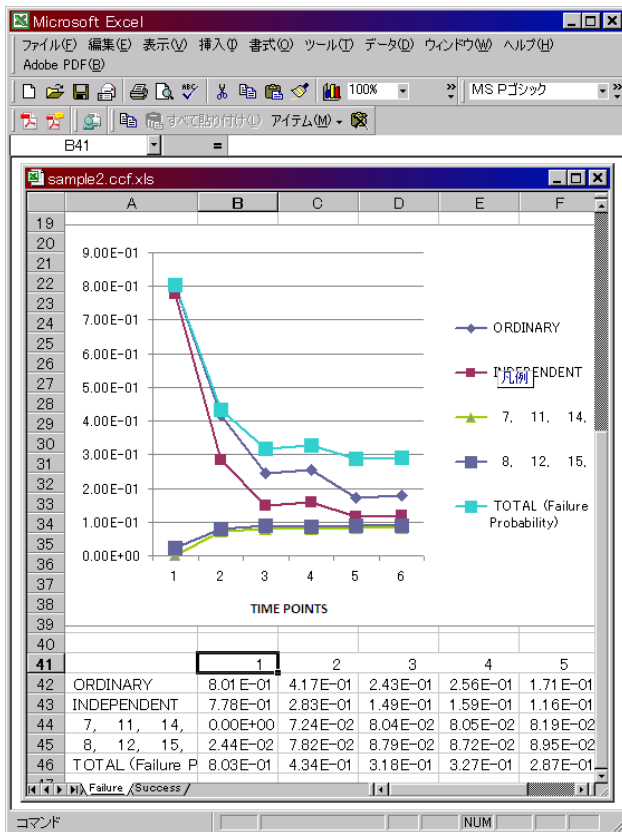 Microsoft Excel
ファイル(F) 編集(E) 表示(V) 挿入(I) 書式(O) ツール(T) データ(D) ウィンドウ(W) ヘルプ(H)
Adobe PDF(B)
100% MS Pゴシック
すべて貼り付け(L) アイテム(M)
B41 =
sample2.ccf.xls
A B C D E F
19
20
21
22
23
24
25
26
27
28
29
30
31
32
33
34
35
36
37
38
39
40
9.00E-01
8.00E-01
7.00E-01
6.00E-01
5.00E-01
4.00E-01
3.00E-01
2.00E-01
1.00E-01
0.00E+00
1 2 3 4 5 6
TIME POINTS
ORDINARY
INDEPENDENT
凡例
7, 11, 14,
8, 12, 15,
TOTAL (Failure
Probability)
41 1 2 3 4 5
42 ORDINARY 8.01E-01 4.17E-01 2.43E-01 2.56E-01 1.71E-01
43 INDEPENDENT 7.78E-01 2.83E-01 1.49E-01 1.59E-01 1.16E-01
44 7, 11, 14, 0.00E+00 7.24E-02 8.04E-02 8.05E-02 8.19E-02
45 8, 12, 15, 2.44E-02 7.82E-02 8.79E-02 8.72E-02 8.95E-02
46 TOTAL (Failure P 8.03E-01 4.34E-01 3.18E-01 3.27E-01 2.87E-01
Failure Success
コマンド NUM